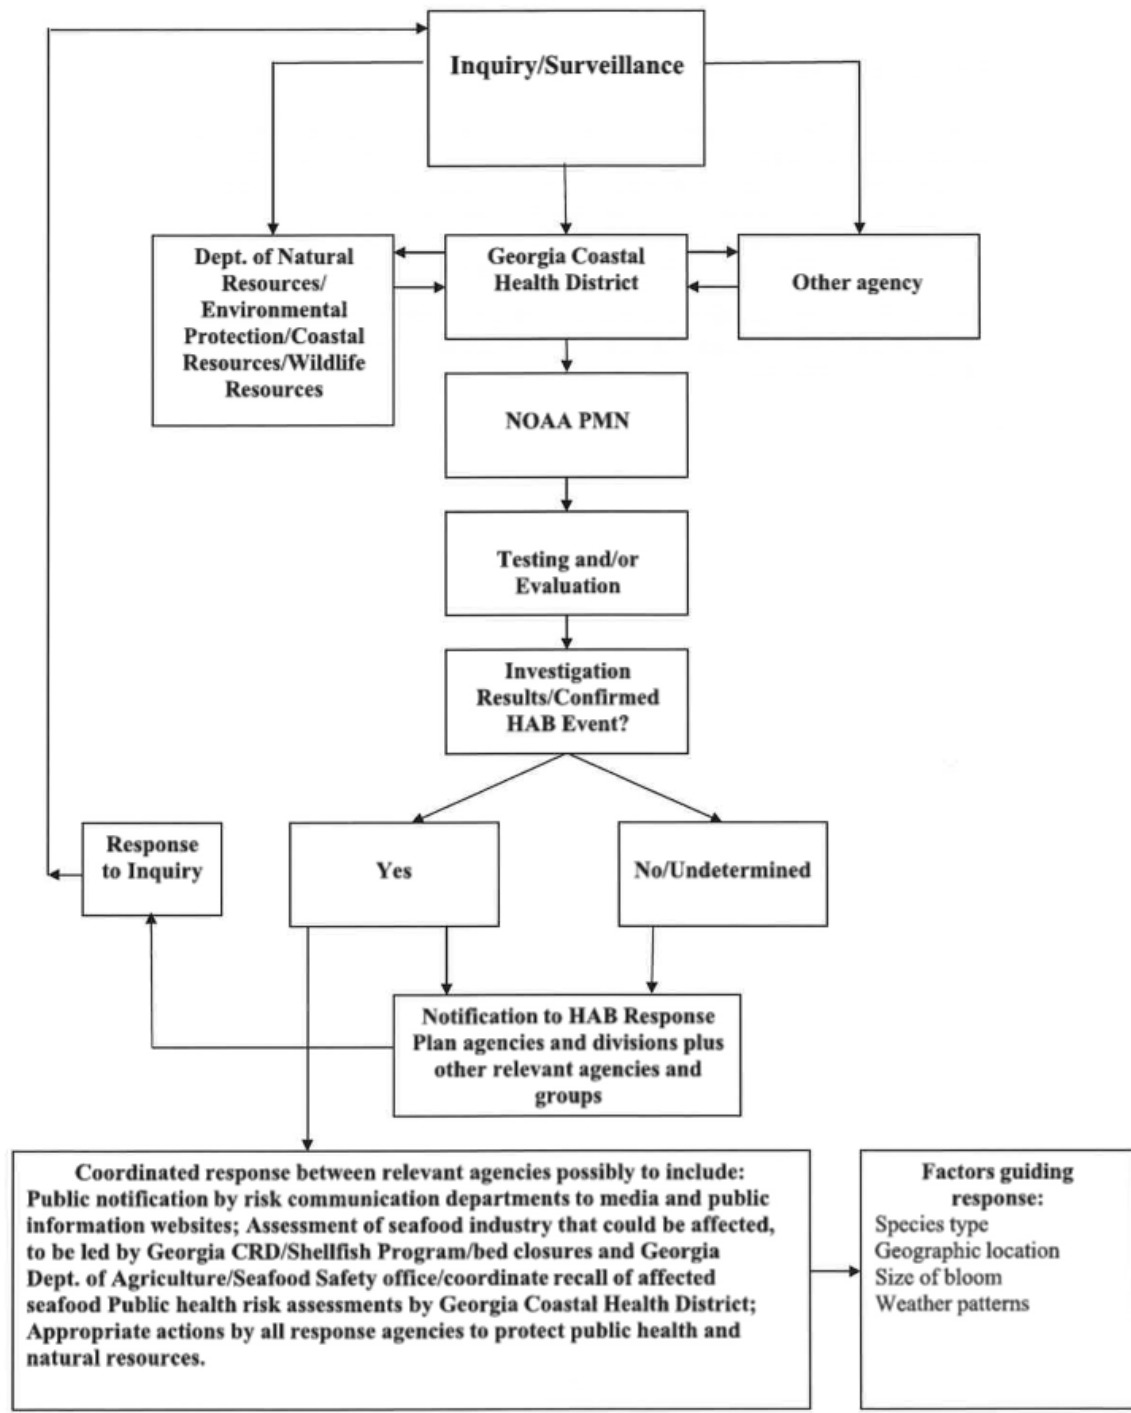 Inquiry/Surveillance
Dept. of Natural
Resources/
Environmental
Protection/Coastal
Resources/Wildlife
Resources
Georgia Coastal
Health District
Other agency
NOAA PMN
Testing and/or
Evaluation
Investigation
Results/Confirmed
HAB Event?
Response
to Inquiry
Yes
No/Undetermined
Notification to HAB Response
Plan agencies and divisions plus
other relevant agencies and
groups
Coordinated response between relevant agencies possibly to include:
Public notification by risk communication departments to media and public
information websites; Assessment of seafood industry that could be affected,
to be led by Georgia CRD/Shellfish Program/bed closures and Georgia
Dept. of Agriculture/Seafood Safety office/coordinate recall of affected
seafood Public health risk assessments by Georgia Coastal Health District;
Appropriate actions by all response agencies to protect public health and
natural resources.
Factors guiding
response:
Species type
Geographic location
Size of bloom
Weather patterns